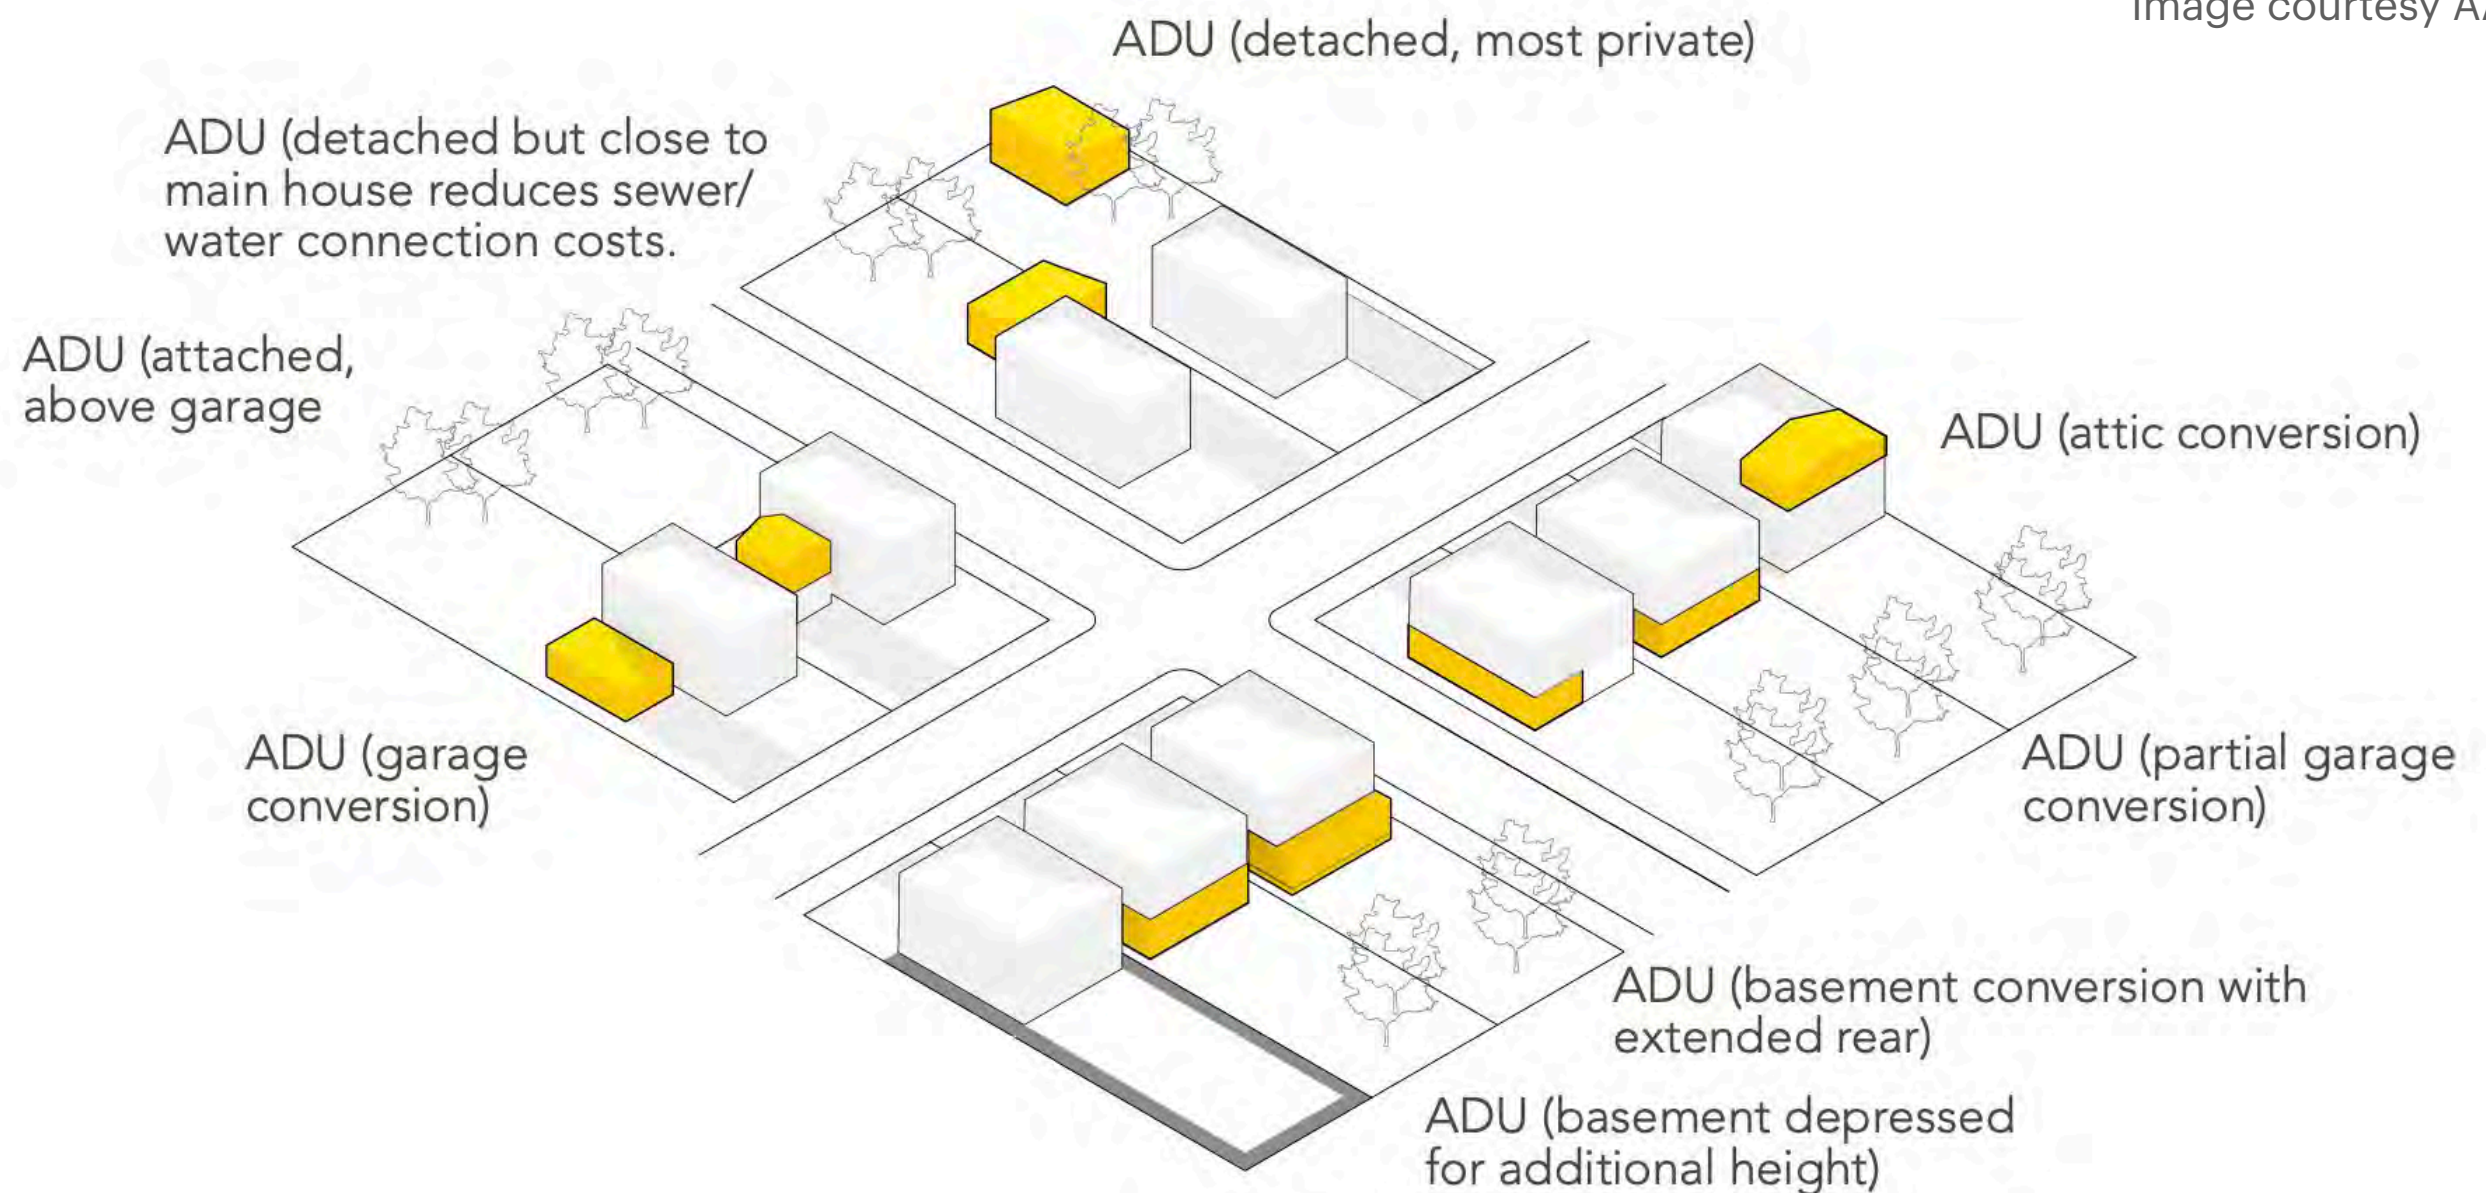 Image courtesy
ADU (detached, most private)
ADU (detached but close to
main house reduces sewer/
water connection costs.
ADU (attached,
above garage
ADU (attic conversion)
ADU (garage
conversion)
ADU (partial garage
conversion)
ADU (basement conversion with
extended rear)
ADU (basement depressed
for additional height)